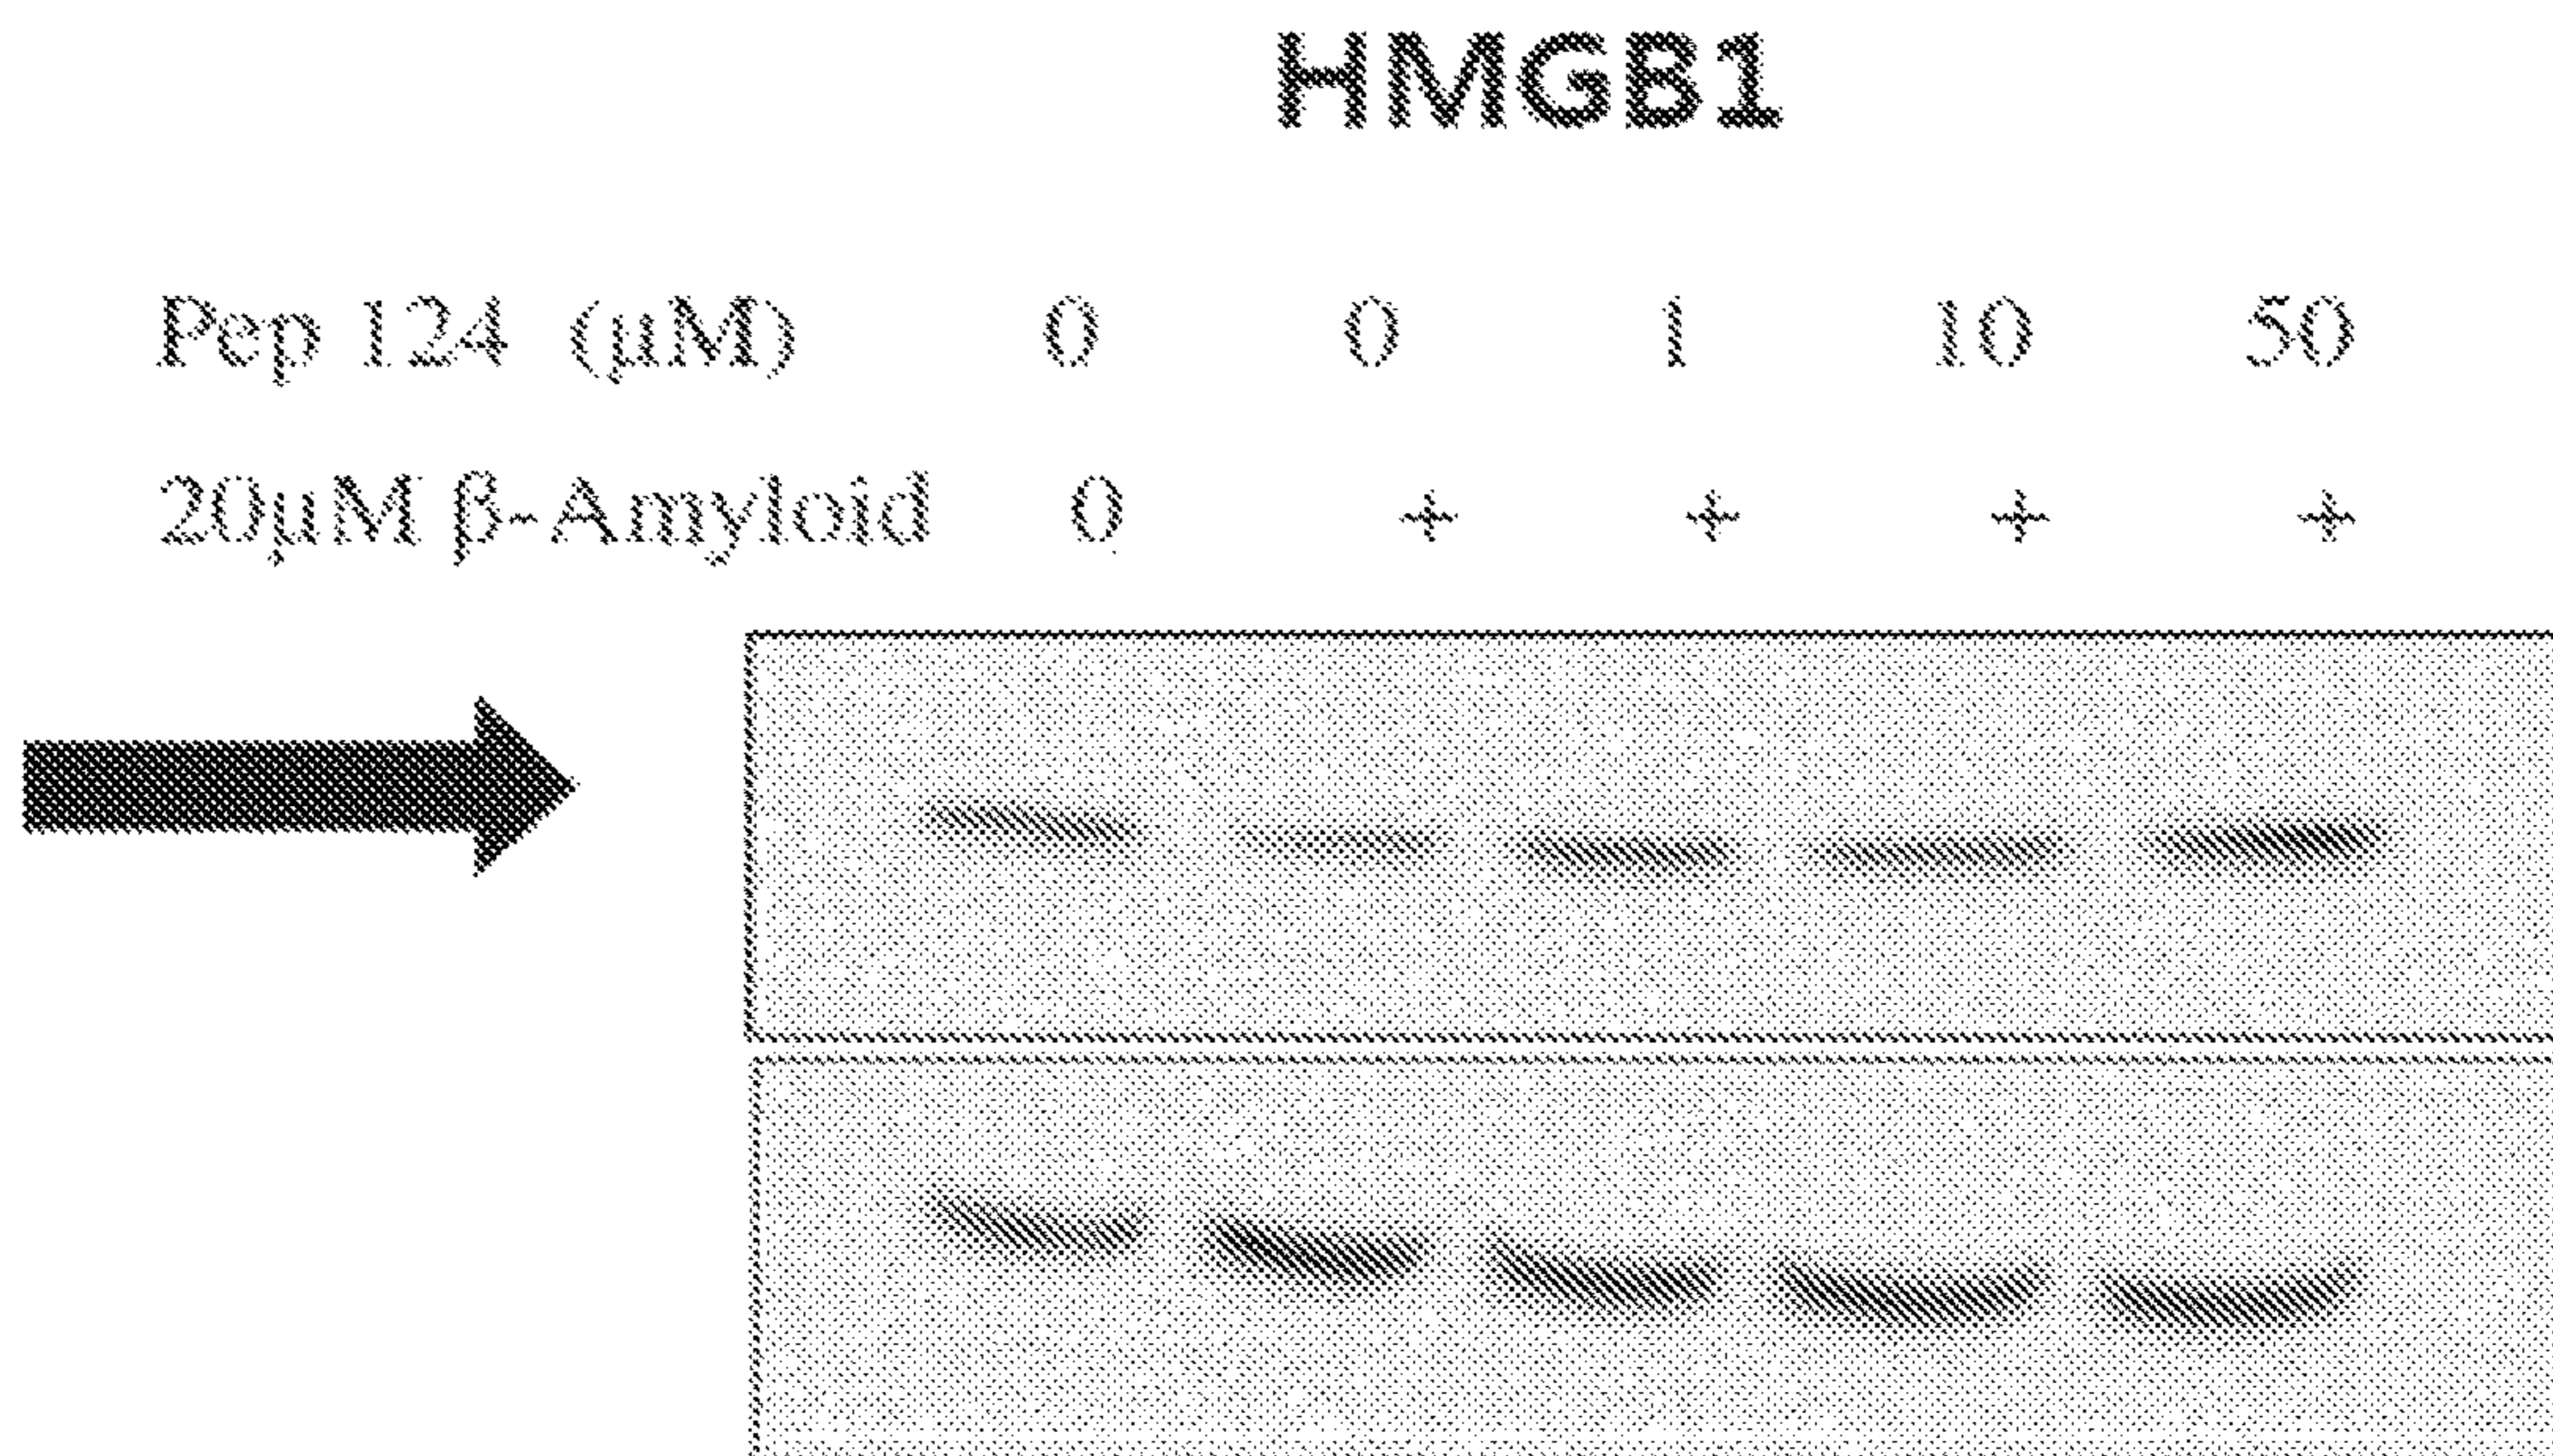 HMGB1
Pep 124 (µM) 0 0 1 10 50
20µM β-Amyloid 0 + + + +